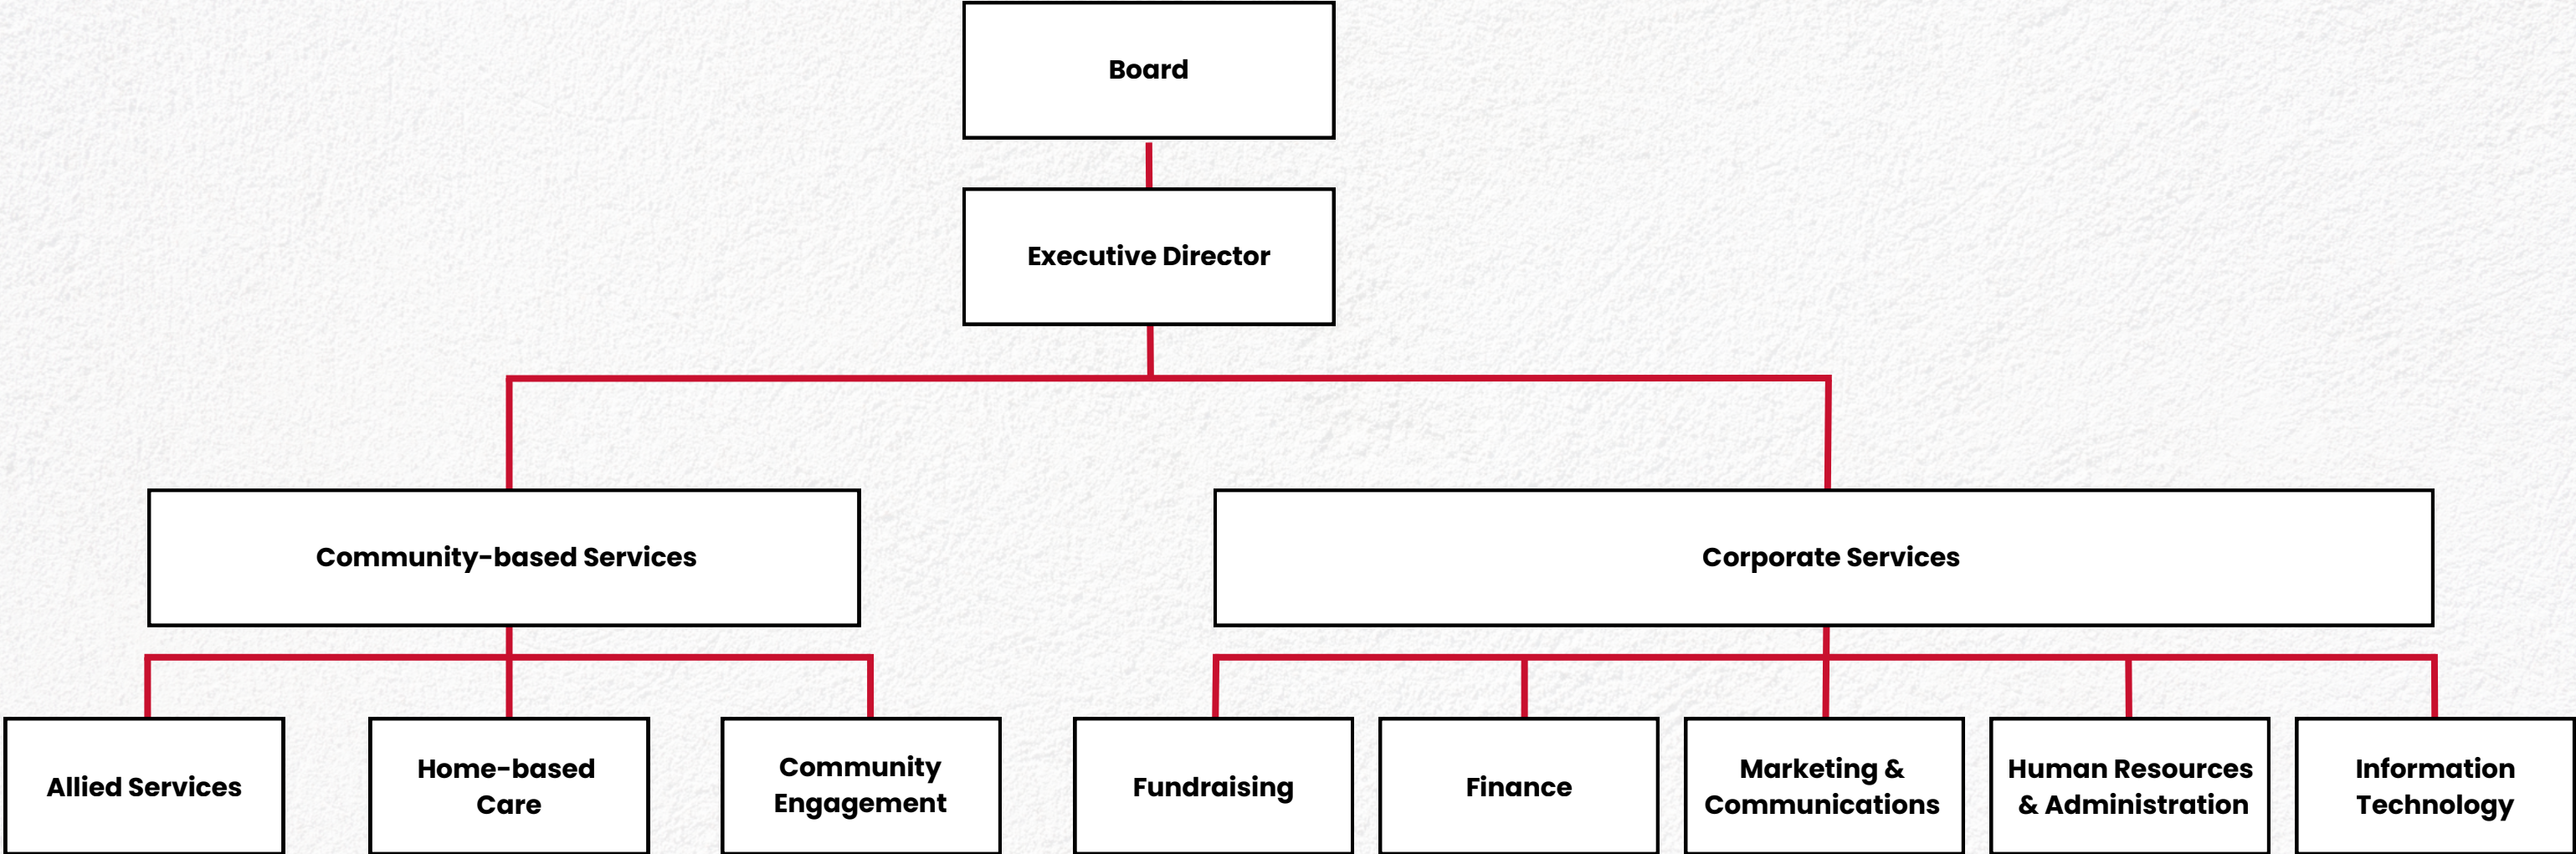 Board
Executive Director
Community-based Services
Corporate Services
Allied Services
Home-based
Care
Community
Engagement
Fundraising
Finance
Marketing &
Communications
Human Resources
& Administration
Information
Technology